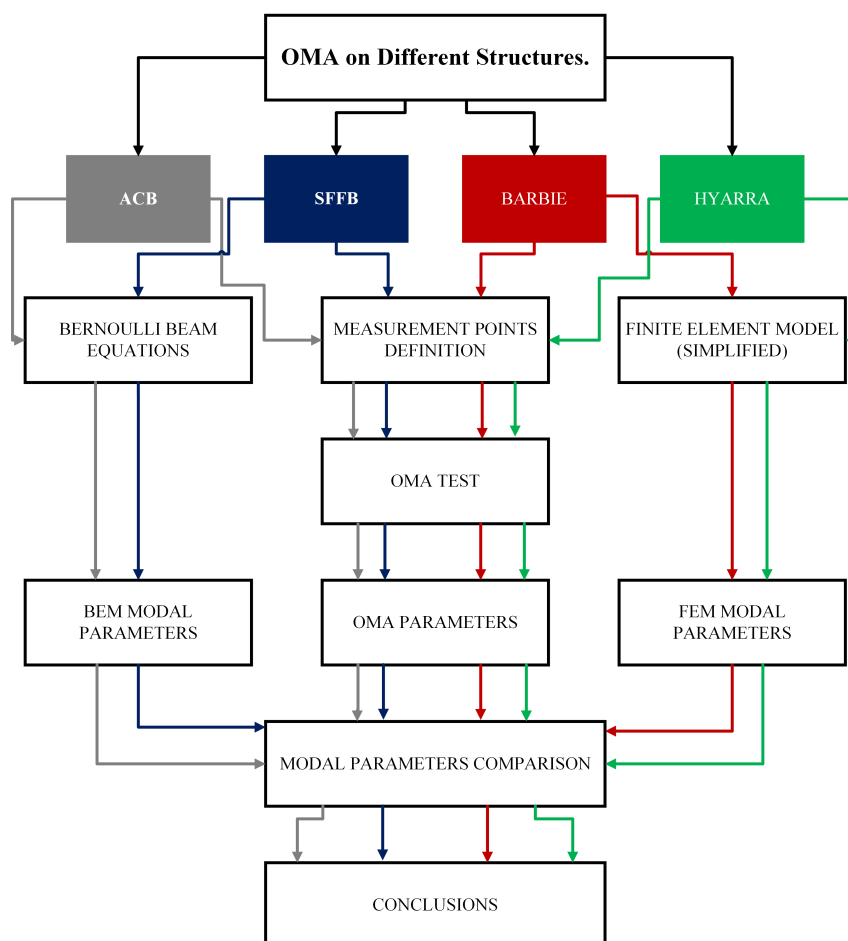 OMA on Different Structures.
ACB
SFFB
BARBIE
HYARRA
BERNOULLI BEAM
EQUATIONS
MEASUREMENT POINTS
DEFINITION
FINITE ELEMENT MODEL
(SIMPLIFIED)
OMA TEST
BEM MODAL
PARAMETERS
OMA PARAMETERS
FEM MODAL
PARAMETERS
MODAL PARAMETERS COMPARISON
CONCLUSIONS